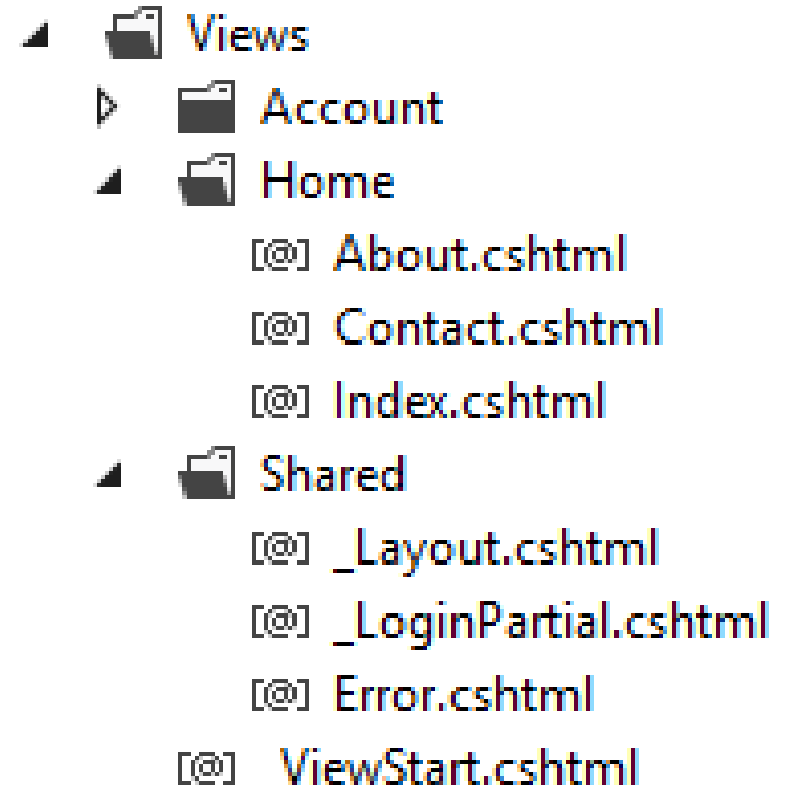 Views
Account
Home
[@] About.cshtml
[@] Contact.cshtml
[@] Index.cshtml
Shared
[@] _Layout.cshtml
[@] _LoginPartial.cshtml
[@] Error.cshtml
[@] ViewStart.cshtml